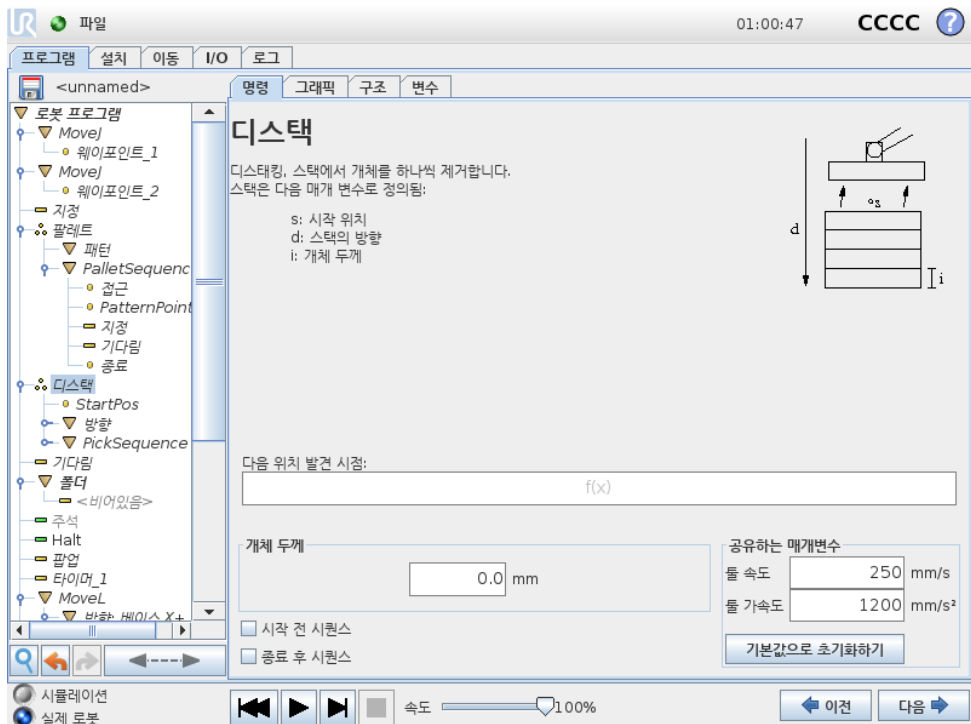 UR 파일 01:00:47 CCCC ?
프로그램 설치 이동 I/O 로그
<unnamed>
명령 그래픽 구조 변수
로봇 프로그램
MoveJ
웨이포인트_1
MoveJ
웨이포인트_2
지정
팔레트
패턴
PalletSequenc
접근
PatternPoint
지정
기다림
종료
디스택
StartPos
방향
PickSequence
기다림
폴더
<비어있음>
주석
Halt
팝업
타이머_1
MoveL
방향: 베이스 X+
디스택
디스태킹, 스택에서 개체를 하나씩 제거합니다.
스택은 다음 매개 변수로 정의됨:
s: 시작 위치
d: 스택의 방향
i: 개체 두께
s
d
i
다음 위치 발견 시점:
f(x)
개체 두께
0.0 mm
시작 전 시퀀스
종료 후 시퀀스
공유하는 매개변수
툴 속도 250 mm/s
툴 가속도 1200 mm/s²
기본값으로 초기화하기
시뮬레이션
실제 로봇
속도 100%
이전 다음